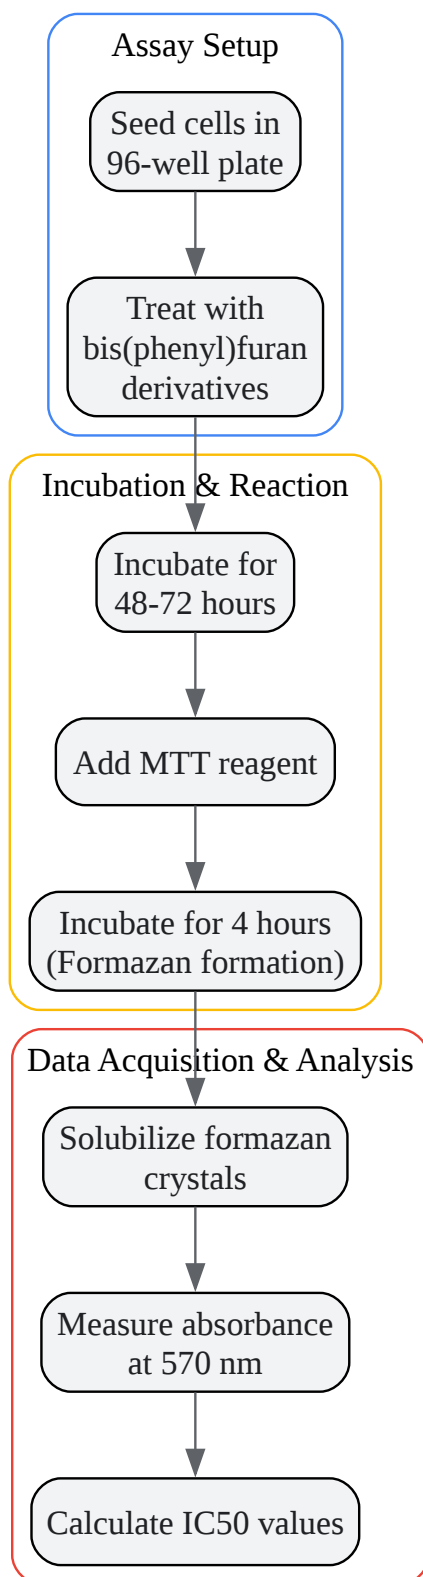 Assay Setup
Seed cells in
96-well plate
Treat with
bis(phenyl)furan
derivatives
Incubation & Reaction
Incubate for
48-72 hours
Add MTT reagent
Incubate for 4 hours
(Formazan formation)
Data Acquisition & Analysis
Solubilize formazan
crystals
Measure absorbance
at 570 nm
Calculate IC50 values